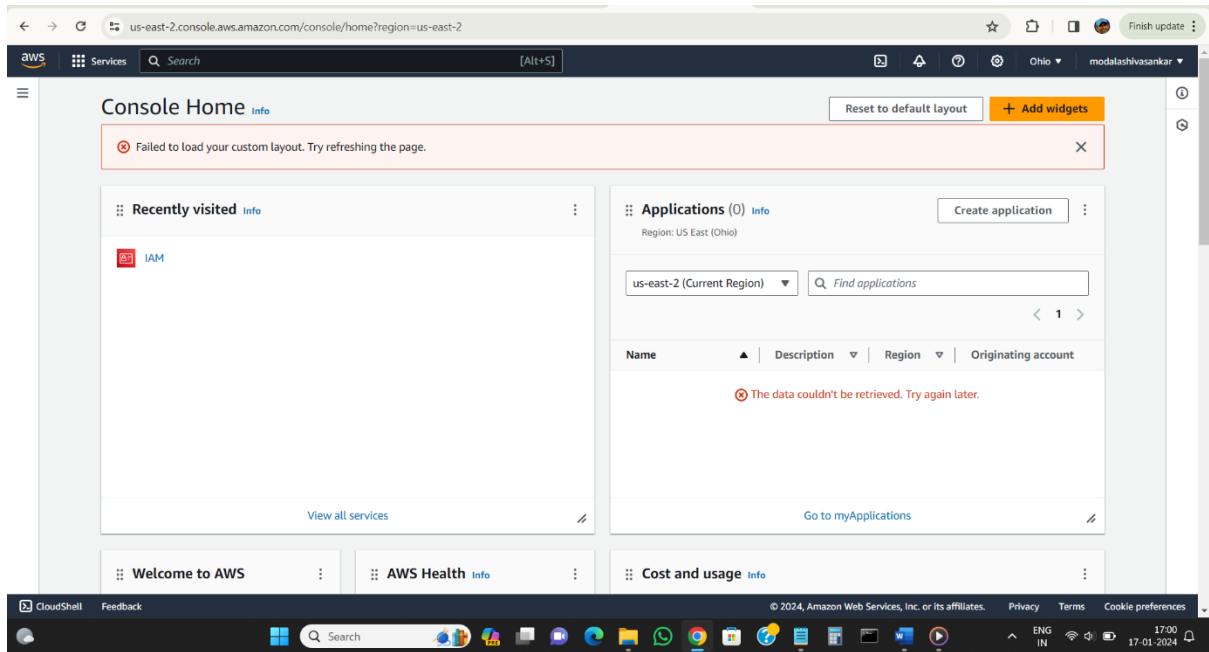 us-east-2.console.aws.amazon.com/console/home?region=us-east-2
Finish update
aws
Services
Search
[Alt+S]
Ohio
modalashivasankar
Console Home Info
Reset to default layout
+ Add widgets
Failed to load your custom layout. Try refreshing the page.
Recently visited Info
IAM
View all services
Applications (0) Info
Region: US East (Ohio)
Create application
us-east-2 (Current Region)
Find applications
1
Name Description Region Originating account
The data couldn't be retrieved. Try again later.
Go to myApplications
Welcome to AWS
AWS Health Info
Cost and usage Info
CloudShell Feedback
© 2024, Amazon Web Services, Inc. or its affiliates. Privacy Terms Cookie preferences
Search
ENG
IN
17:00
17-01-2024